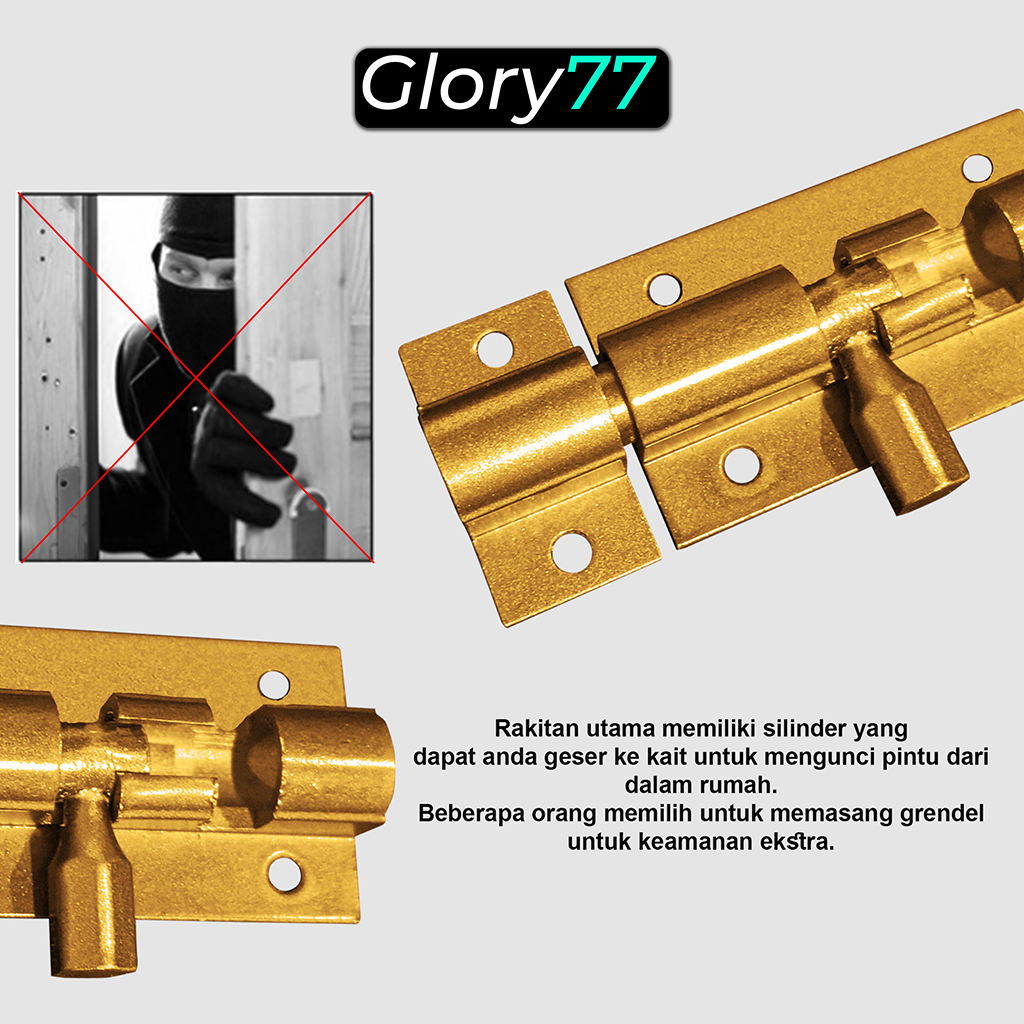 Glory77
Rakitan utama memiliki silinder yang
dapat anda geser ke kait untuk mengunci pintu dari
dalam rumah.
Beberapa orang memilih untuk memasang grendel
untuk keamanan ekstra.